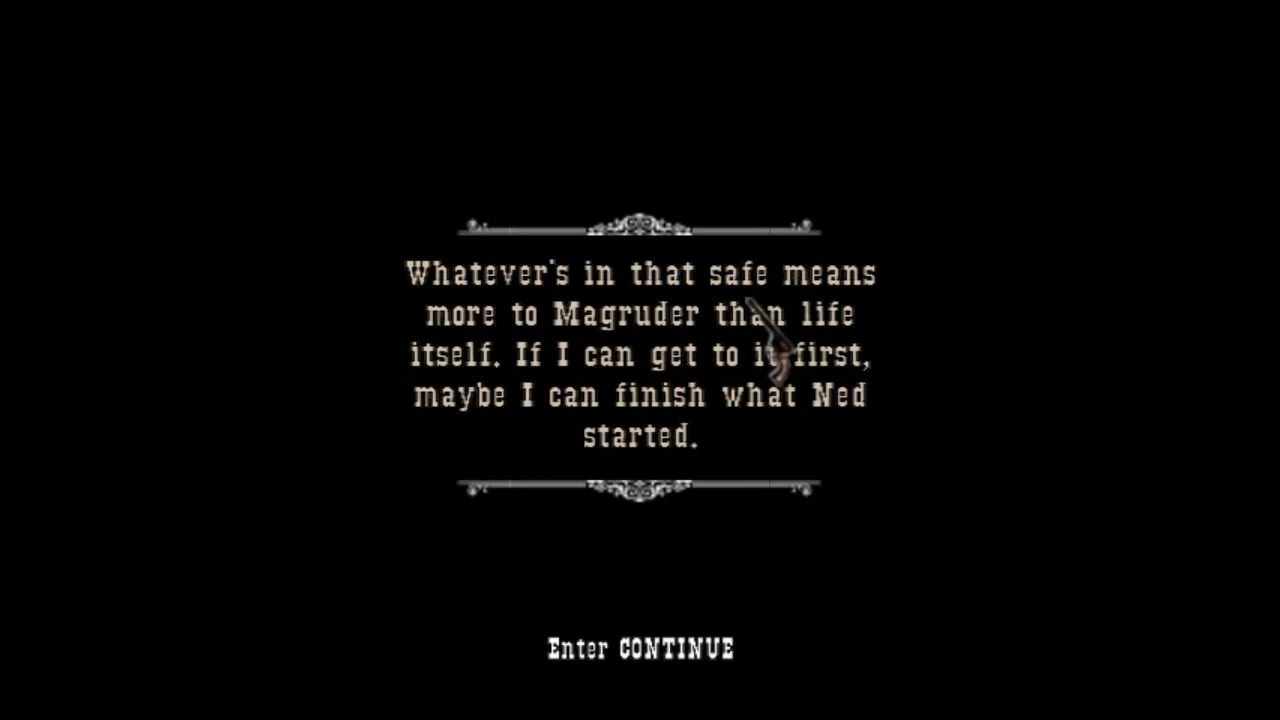 Whatever's in that safe means
more to Magruder than life
itself. If I can get to it first,
maybe I can finish what Ned
started.
Enter CONTINUE